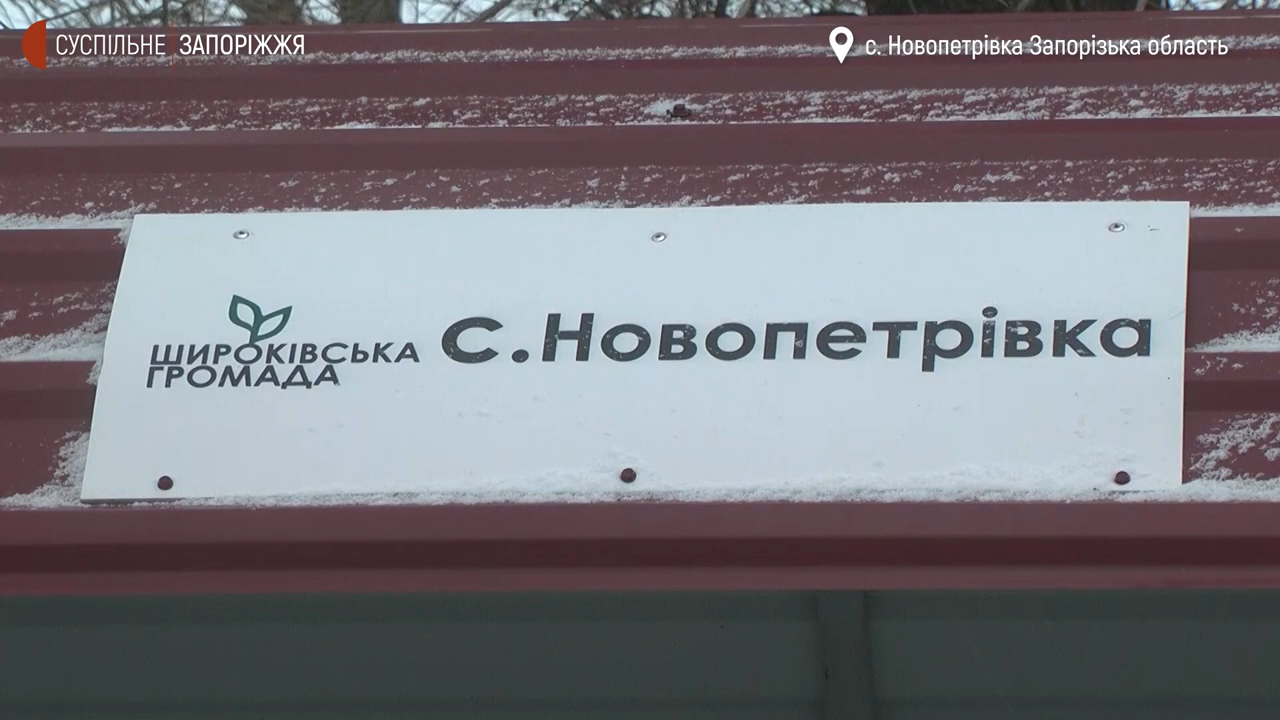 СУСПІЛЬНЕ ЗАПОРІЖЖЯ
с. Новопетрівка Запорізька область
ШИРОКІВСЬКА
ГРОМАДА
с.Новопетрівка